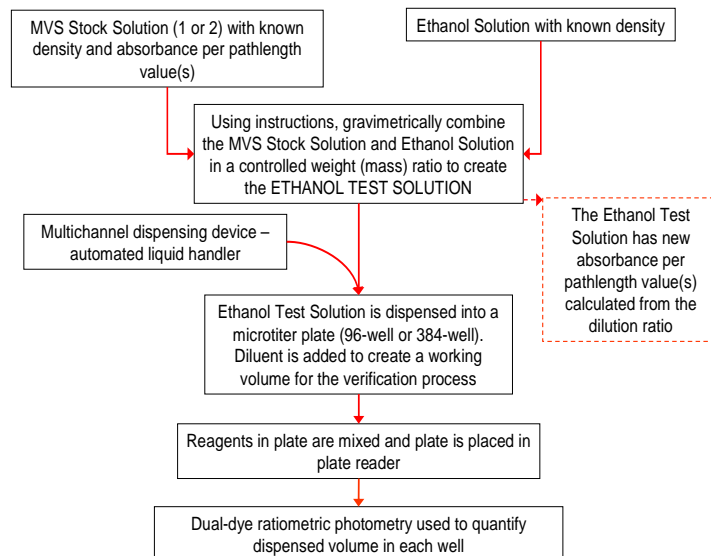 MVS Stock Solution (1 or 2) with known
density and absorbance per pathlength
value(s)
Ethanol Solution with known density
Using instructions, gravimetrically combine
the MVS Stock Solution and Ethanol Solution
in a controlled weight (mass) ratio to create
the ETHANOL TEST SOLUTION
The Ethanol Test
Solution has new
absorbance per
pathlength value(s)
calculated from the
dilution ratio
Multichannel dispensing device –
automated liquid handler
Ethanol Test Solution is dispensed into a
microtiter plate (96-well or 384-well).
Diluent is added to create a working
volume for the verification process
Reagents in plate are mixed and plate is placed in
plate reader
Dual-dye ratiometric photometry used to quantify
dispensed volume in each well